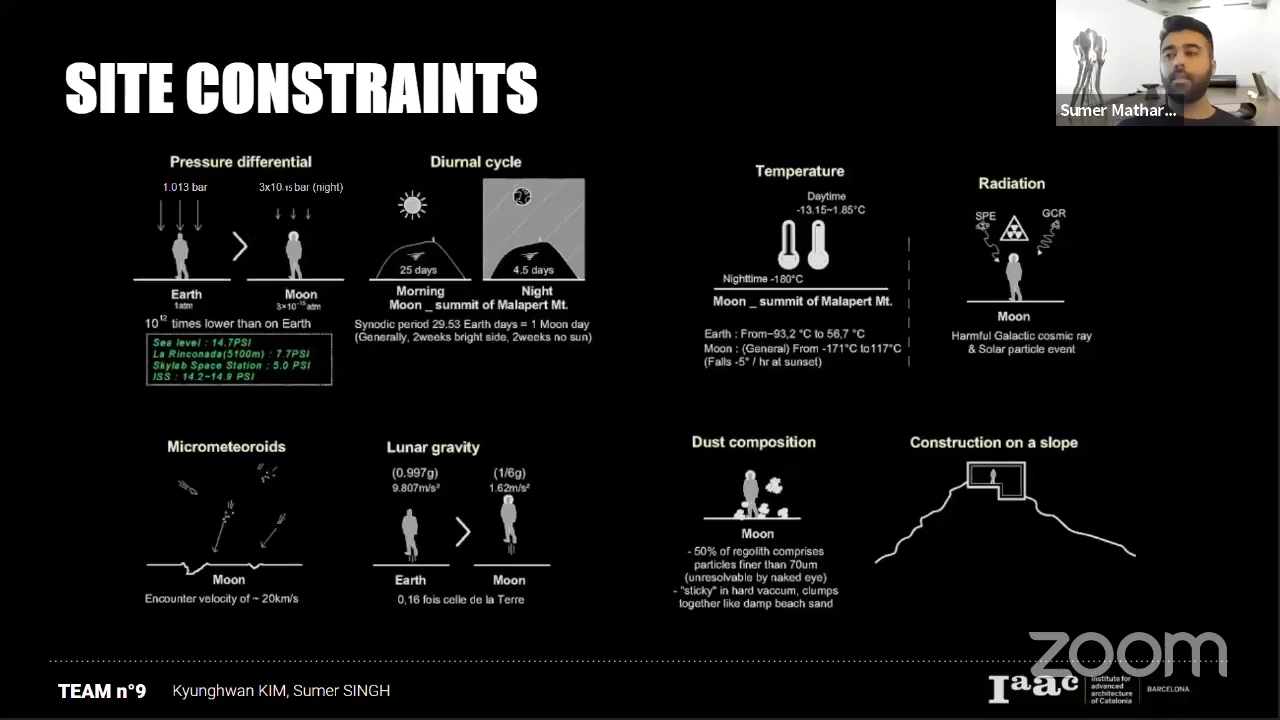 SITE CONSTRAINTS
Sumer Mathar...
Pressure differential
1.013 bar
3x10-15 bar (night)
Earth
1atm
Moon
3×10⁻¹⁵atm
10¹² times lower than on Earth
Sea level : 14.7PSI
La Rinconada(5100m) : 7.7PSI
Skylab Space Station : 5.0 PSI
ISS : 14.2~14.9 PSI
Diurnal cycle
25 days
4.5 days
Morning
Night
Moon _ summit of Malapert Mt.
Synodic period 29.53 Earth days = 1 Moon day
(Generally, 2weeks bright side, 2weeks no sun)
Temperature
Daytime
-13.15~1.85°C
Nighttime -180°C
Moon _ summit of Malapert Mt.
Earth : From−93,2 °C to 56,7 °C
Moon : (General) From -171°C to117°C
(Falls -5° / hr at sunset)
Radiation
SPE
GCR
Moon
Harmful Galactic cosmic ray
& Solar particle event
Micrometeoroids
Moon
Encounter velocity of ~ 20km/s
Lunar gravity
(0.997g)
9.807m/s²
(1/6g)
1.62m/s²
Earth
Moon
0,16 fois celle de la Terre
Dust composition
Moon
- 50% of regolith comprises
particles finer than 70um
(unresolvable by naked eye)
- "sticky" in hard vaccum, clumps
together like damp beach sand
Construction on a slope
zoom
TEAM n°9
Kyunghwan KIM, Sumer SINGH
Iaac
Institute for
advanced
architecture
of Catalonia
BARCELONA